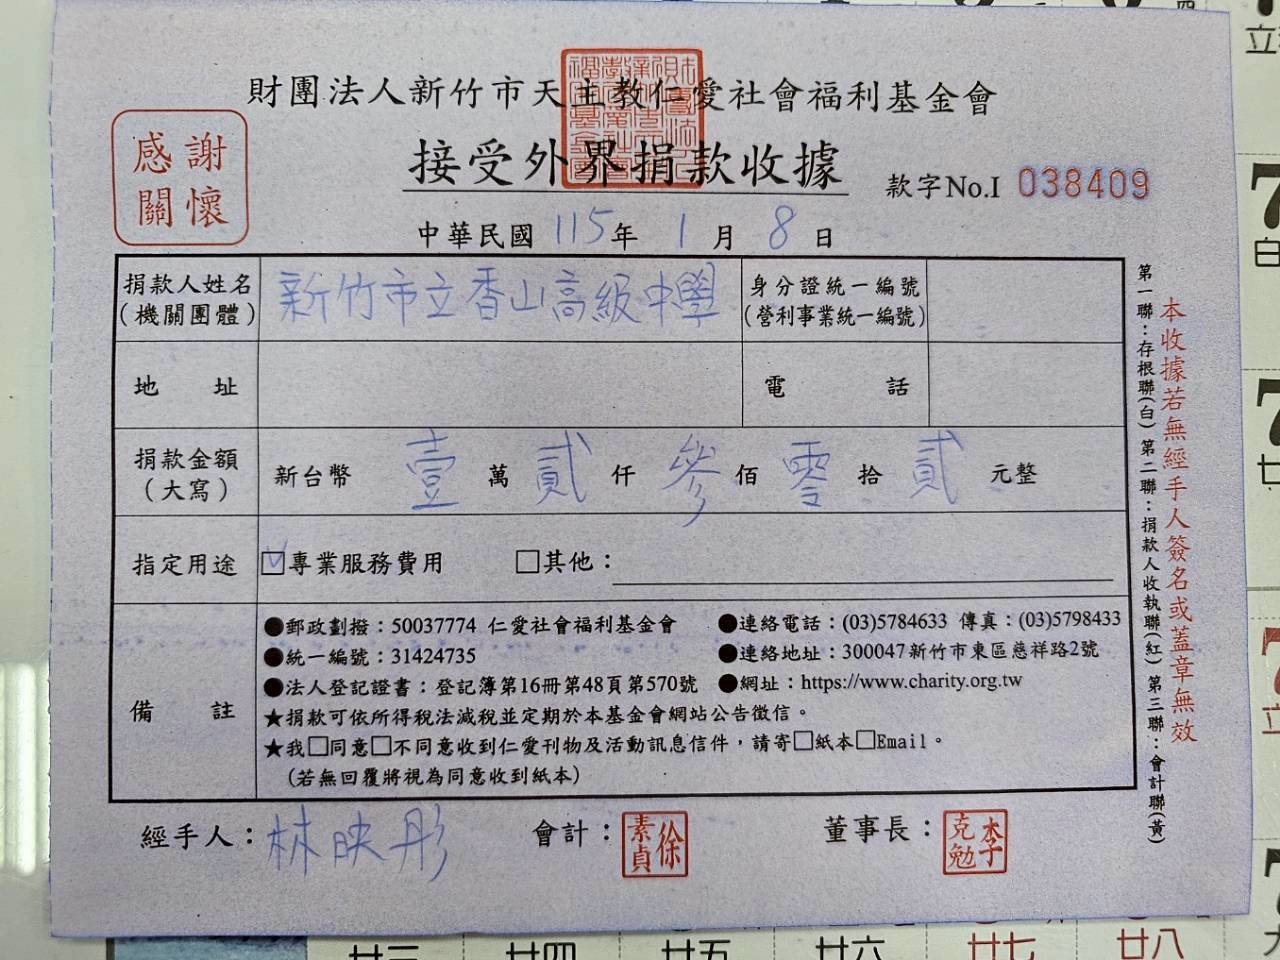 財團法人新竹市天主教仁愛社會福利基金會
接受外界捐款收據
感謝
關懷
款字No.I 038409
中華民國 115年 1月 8日
捐款人姓名
(機關團體)
新竹市立香山高級中學
身分證統一編號
(營利事業統一編號)
地 址
電 話
捐款金額
(大寫)
新台幣 壹萬貳仟參佰零拾貳元整
指定用途
☑專業服務費用 □其他：
備 註
●郵政劃撥：50037774 仁愛社會福利基金會
●連絡電話：(03)5784633 傳真：(03)5798433
●統一編號：31424735
●連絡地址：300047新竹市東區慈祥路2號
●法人登記證書：登記簿第16冊第48頁第570號
●網址：https://www.charity.org.tw
★捐款可依所得稅法減稅並定期於本基金會網站公告徵信。
★我□同意□不同意收到仁愛刊物及活動訊息信件，請寄□紙本□Email。
(若無回覆將視為同意收到紙本)
經手人：林映彤
會計：徐素貞
董事長：李克勉
第一聯：存根聯(白) 第二聯：捐款人收執聯(紅) 第三聯：會計聯(黃)
本收據若無經手人簽名或蓋章無效
廿三 廿四 廿五 廿六 廿七 廿八